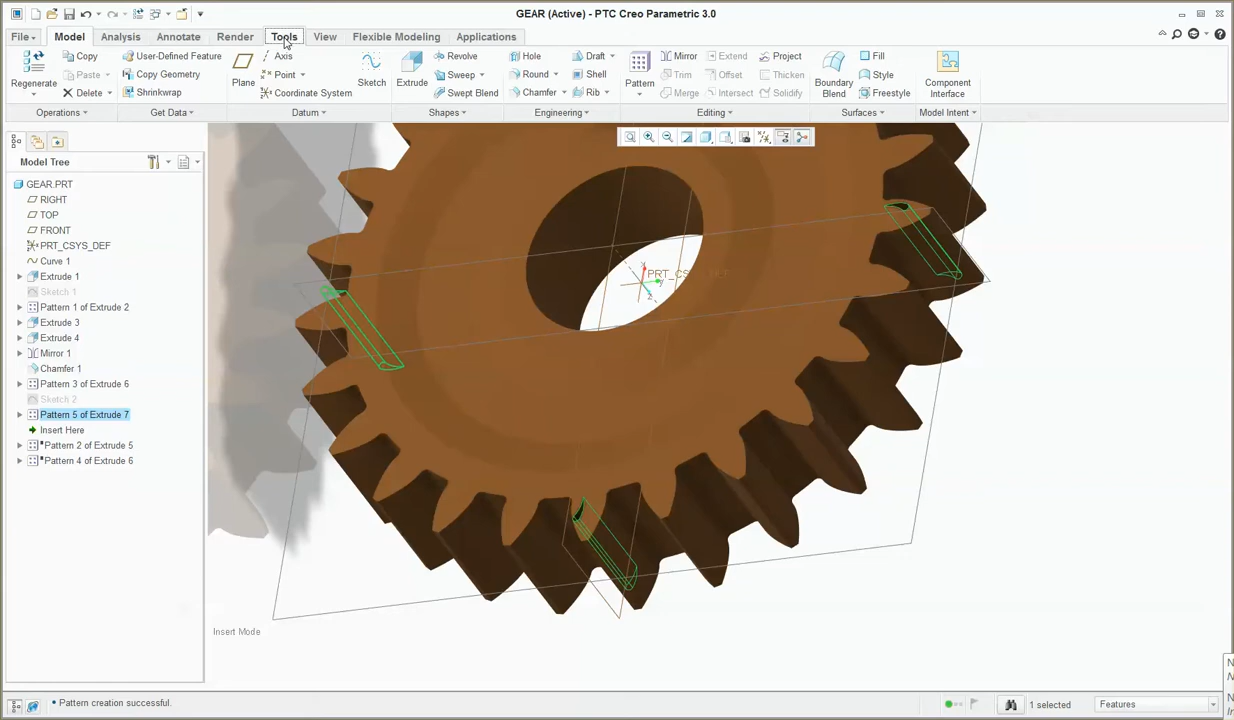 GEAR (Active) - PTC Creo Parametric 3.0
File Model Analysis Annotate Render Tools View Flexible Modeling Applications
Regenerate
Copy
Paste
Delete
User-Defined Feature
Copy Geometry
Shrinkwrap
Plane
Axis
Point
Coordinate System
Sketch
Extrude
Revolve
Sweep
Swept Blend
Hole
Round
Chamfer
Draft
Shell
Rib
Pattern
Mirror
Trim
Merge
Extend
Offset
Intersect
Project
Thicken
Solidify
Boundary
Blend
Fill
Style
Freestyle
Component
Interface
Operations Get Data Datum Shapes Engineering Editing Surfaces Model Intent
Model Tree
GEAR.PRT
RIGHT
TOP
FRONT
PRT_CSYS_DEF
Curve 1
Extrude 1
Sketch 1
Pattern 1 of Extrude 2
Extrude 3
Extrude 4
Mirror 1
Chamfer 1
Pattern 3 of Extrude 6
Sketch 2
Pattern 5 of Extrude 7
Insert Here
Pattern 2 of Extrude 5
Pattern 4 of Extrude 6
Insert Mode
Pattern creation successful.
1 selected
Features